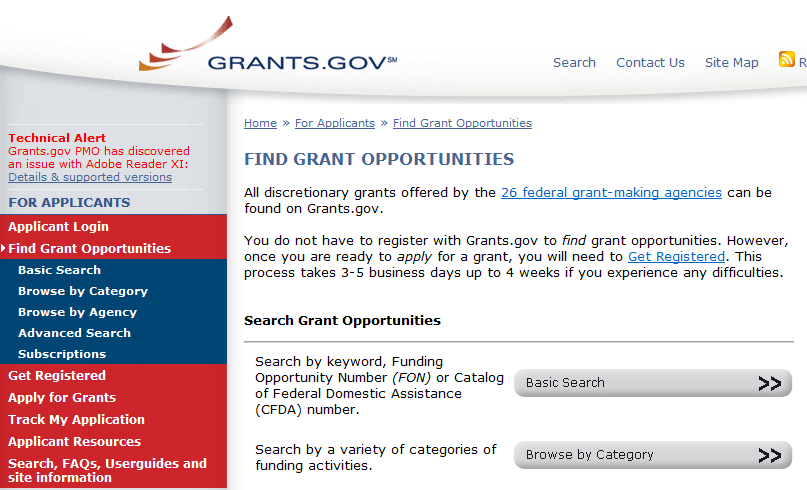 GRANTS.GOV℠
Search Contact Us Site Map R
Technical Alert
Grants.gov PMO has discovered
an issue with Adobe Reader XI:
Details & supported versions
FOR APPLICANTS
Applicant Login
Find Grant Opportunities
Basic Search
Browse by Category
Browse by Agency
Advanced Search
Subscriptions
Get Registered
Apply for Grants
Track My Application
Applicant Resources
Search, FAQs, Userguides and
site information
Home » For Applicants » Find Grant Opportunities
FIND GRANT OPPORTUNITIES
All discretionary grants offered by the 26 federal grant-making agencies can be
found on Grants.gov.
You do not have to register with Grants.gov to find grant opportunities. However,
once you are ready to apply for a grant, you will need to Get Registered. This
process takes 3-5 business days up to 4 weeks if you experience any difficulties.
Search Grant Opportunities
Search by keyword, Funding
Opportunity Number (FON) or Catalog
of Federal Domestic Assistance
(CFDA) number.
Basic Search >>
Search by a variety of categories of
funding activities.
Browse by Category >>